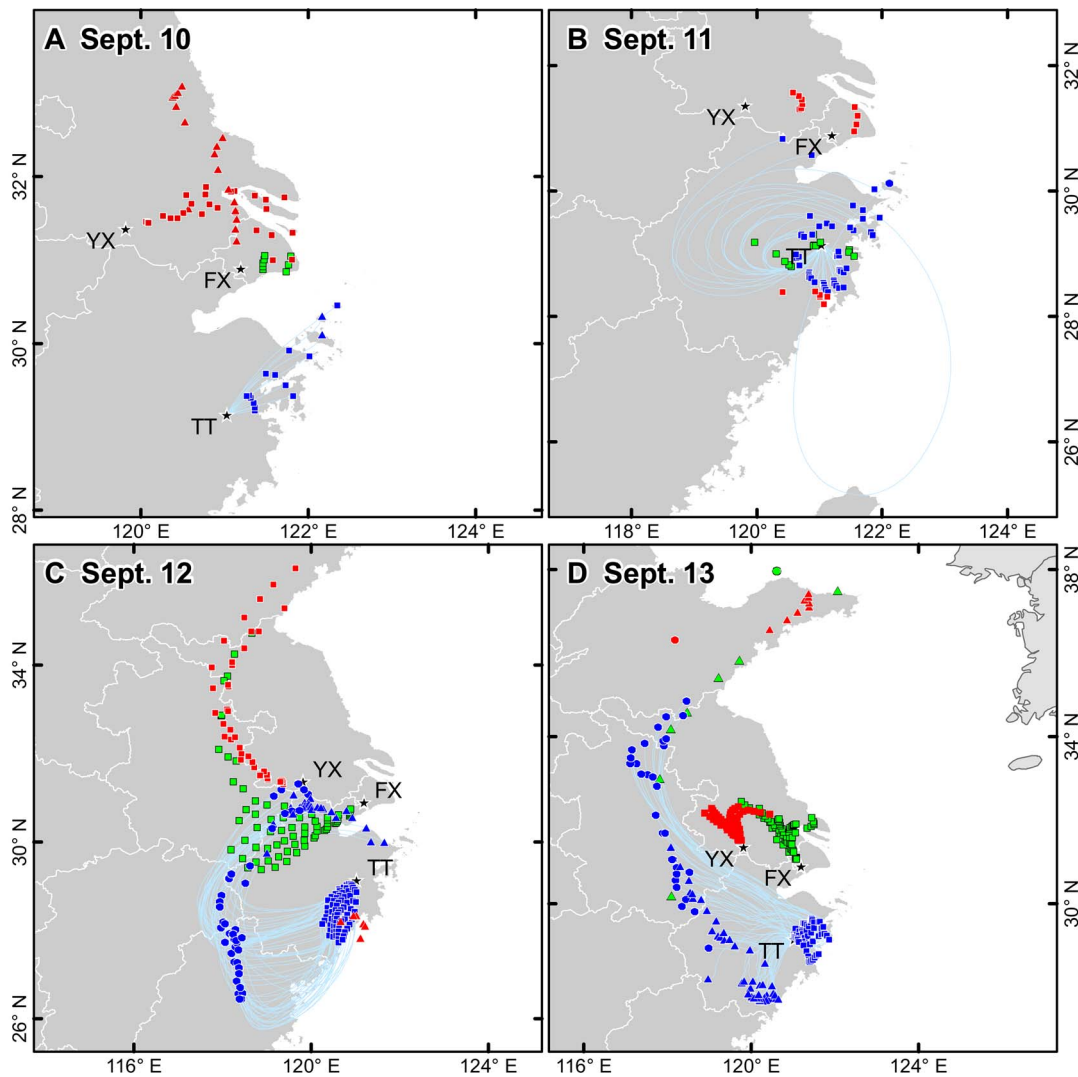 A Sept. 10
32° N
30° N
28° N
YX
FX
TT
120° E
122° E
124° E
B Sept. 11
32° N
30° N
28° N
26° N
YX
FX
TT
118° E
120° E
122° E
124° E
C Sept. 12
34° N
32° N
30° N
28° N
26° N
YX
FX
TT
116° E
120° E
124° E
D Sept. 13
38° N
34° N
30° N
YX
FX
TT
116° E
120° E
124° E